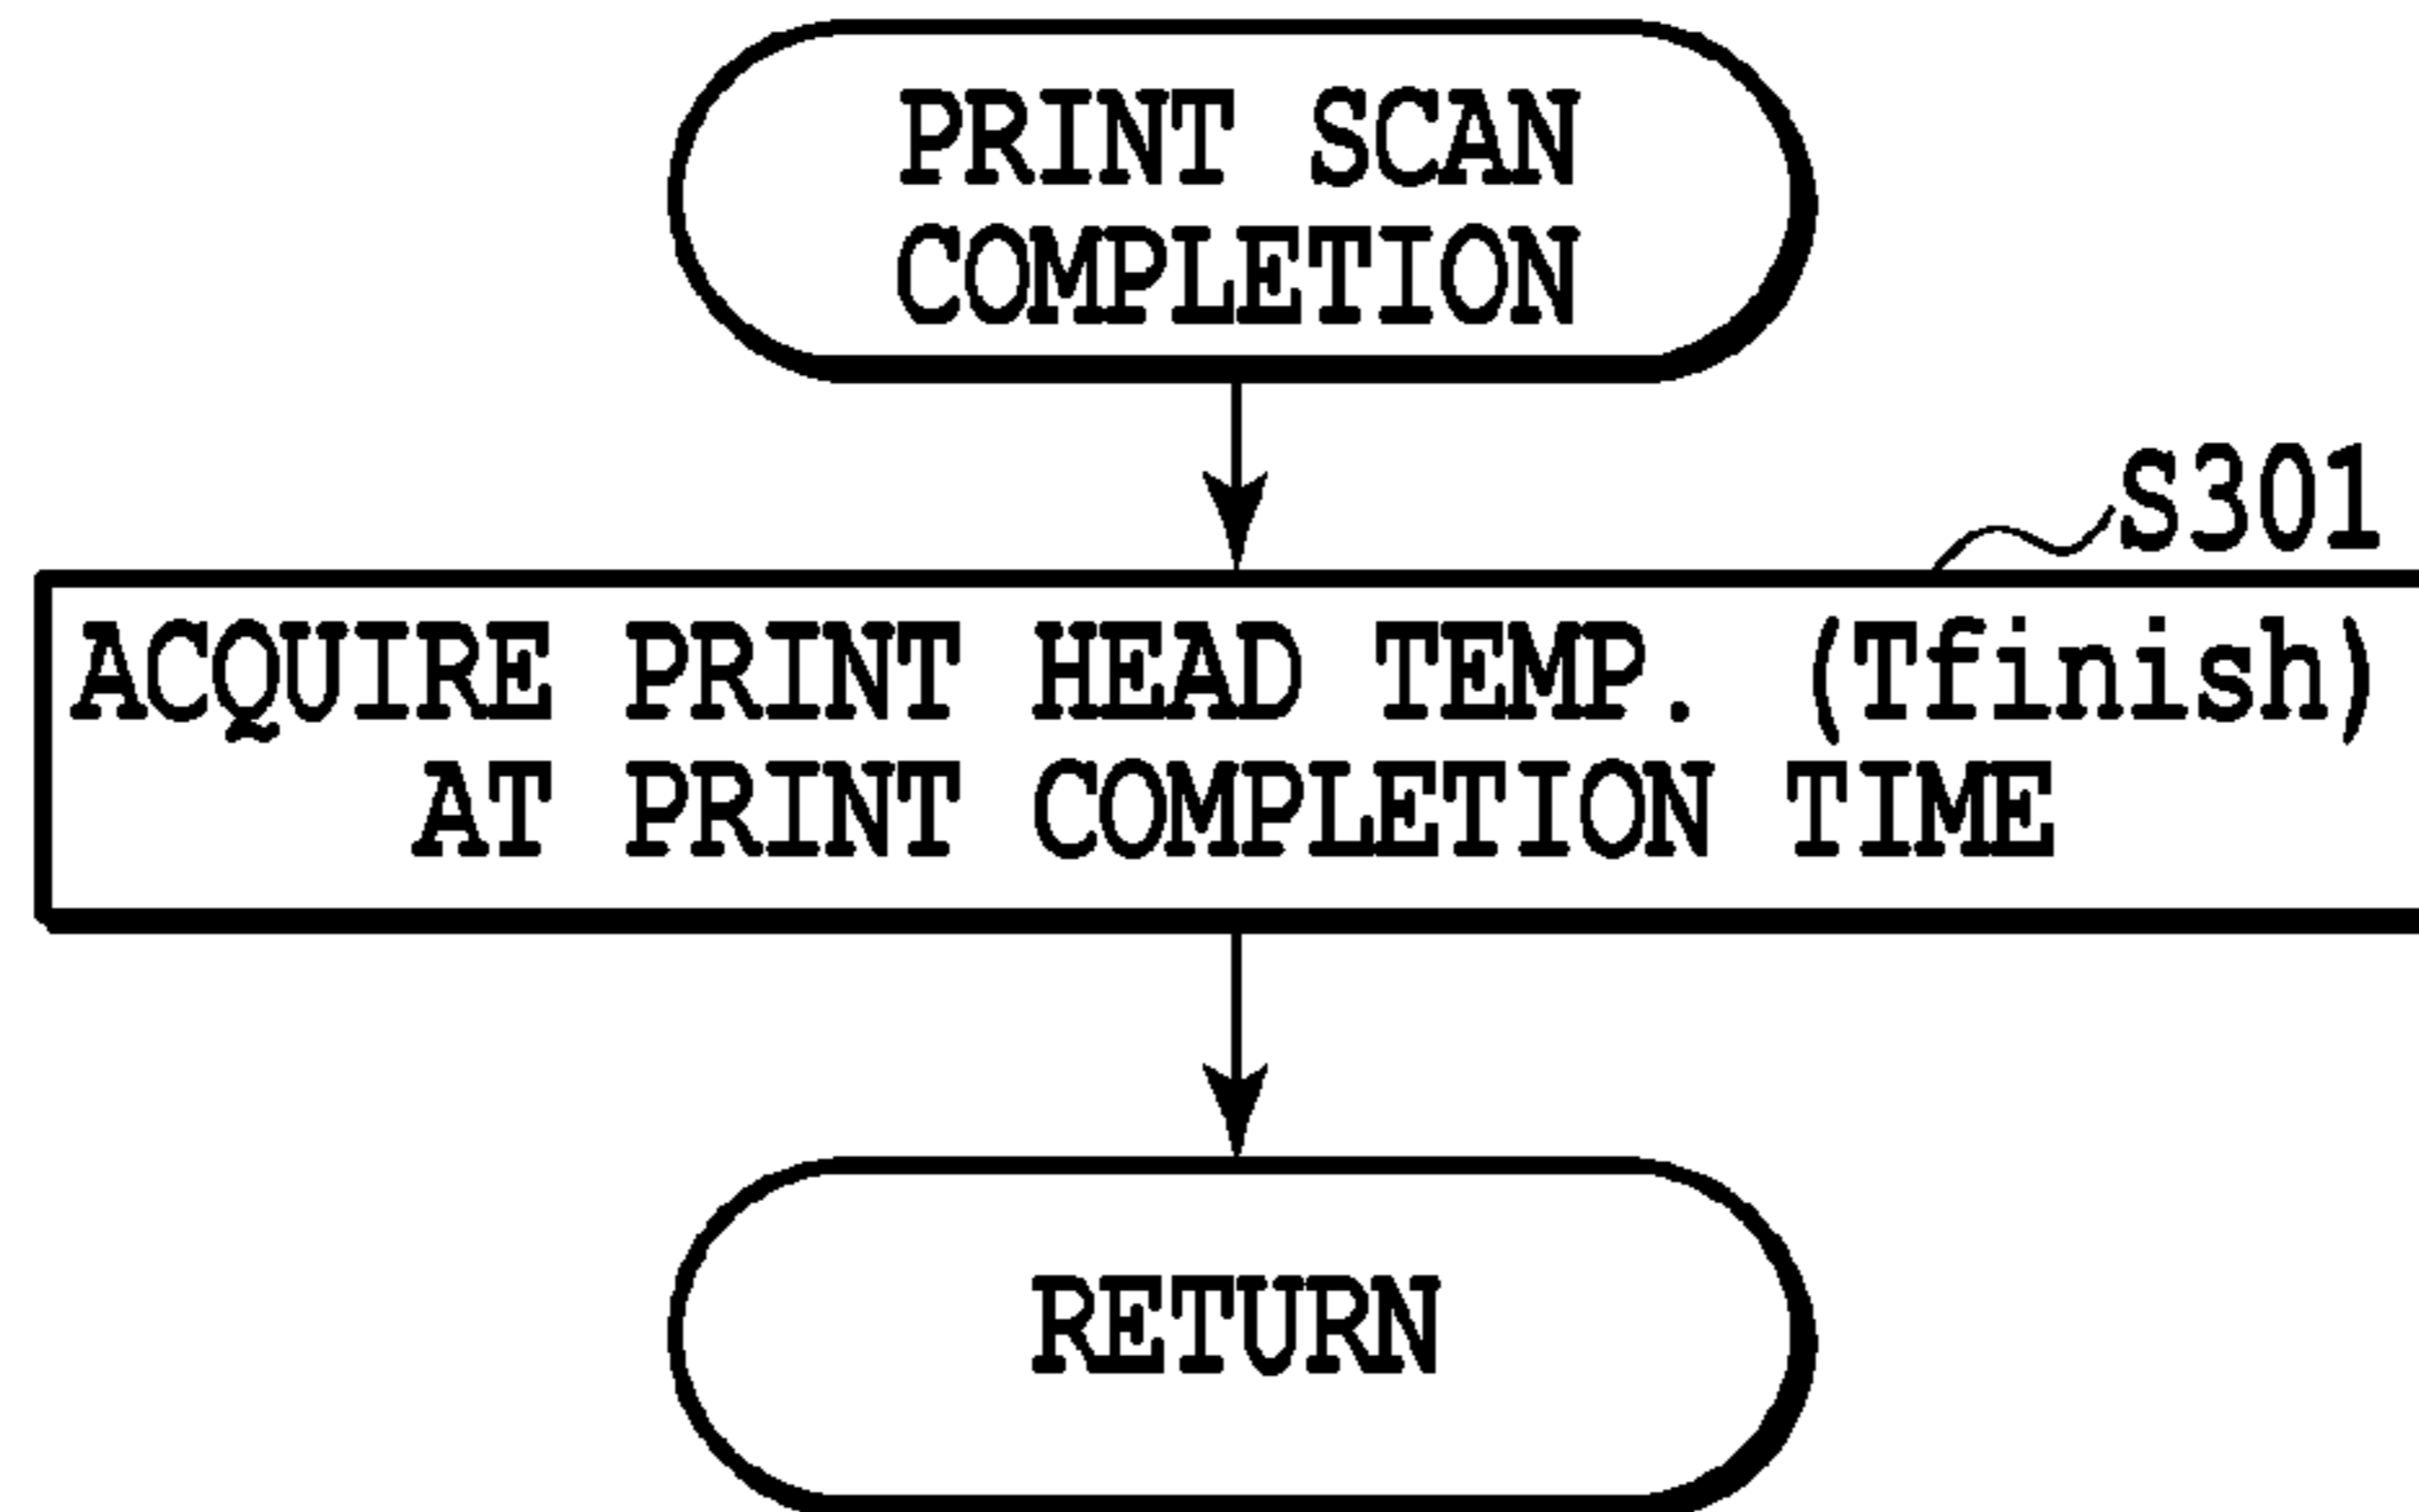 PRINT SCAN
COMPLETION
S301
ACQUIRE PRINT HEAD TEMP. (Tfinish)
AT PRINT COMPLETION TIME
RETURN